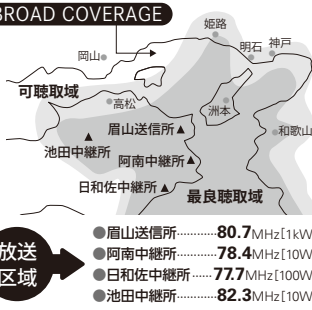 BROAD COVERAGE
姫路
岡山
明石
神戸
可聴取域
高松
洲本
眉山送信所
和歌山
池田中継所
阿南中継所
日和佐中継所
最良聴取域
放送
区域
●眉山送信所…………80.7MHz[1kW
●阿南中継所…………78.4MHz[10W
●日和佐中継所……77.7MHz[100W
●池田中継所…………82.3MHz[10W